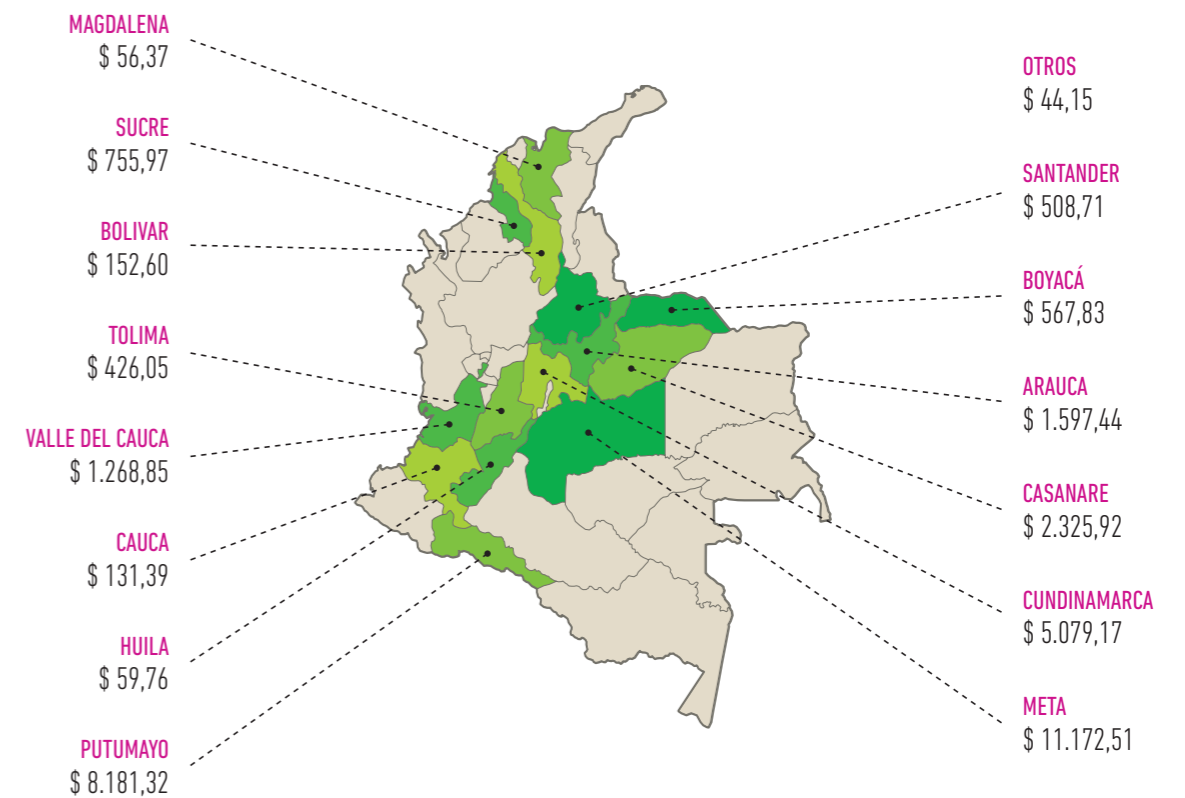 MAGDALENA
$ 56,37
SUCRE
$ 755,97
BOLIVAR
$ 152,60
TOLIMA
$ 426,05
VALLE DEL CAUCA
$ 1.268,85
CAUCA
$ 131,39
HUILA
$ 59,76
PUTUMAYO
$ 8.181,32
OTROS
$ 44,15
SANTANDER
$ 508,71
BOYACÁ
$ 567,83
ARAUCA
$ 1.597,44
CASANARE
$ 2.325,92
CUNDINAMARCA
$ 5.079,17
META
$ 11.172,51